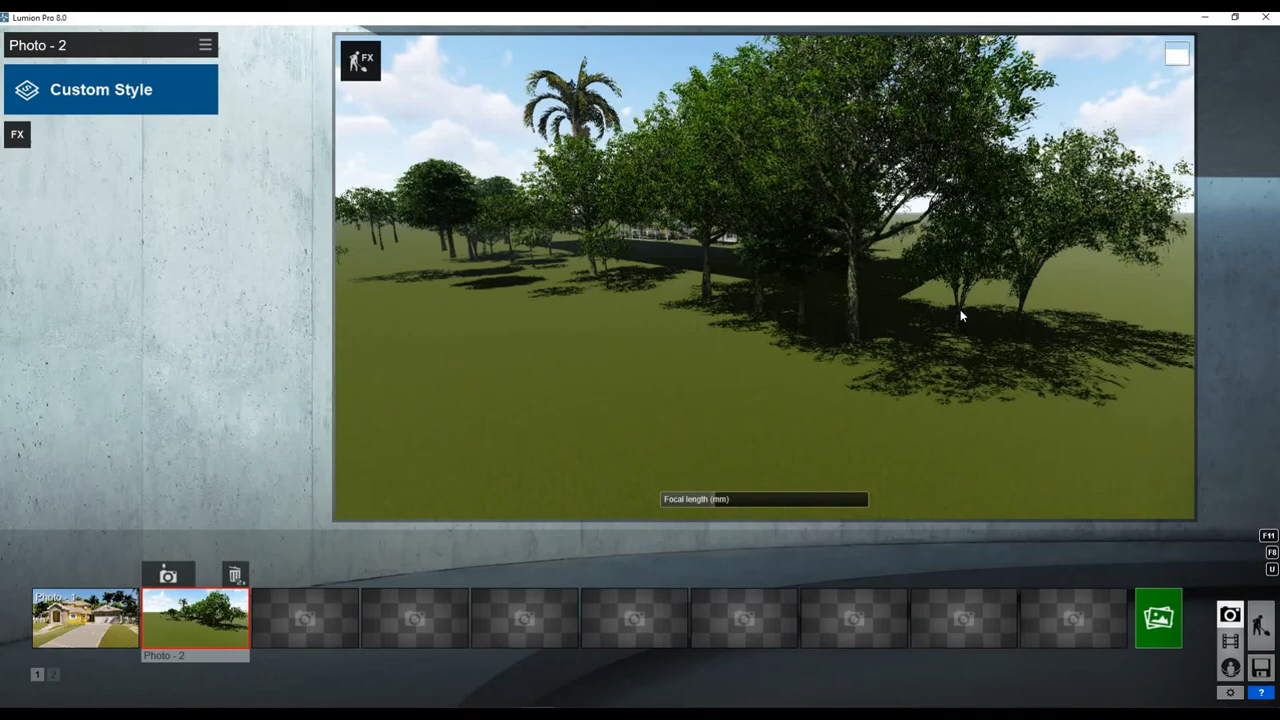 Lumion Pro 8.0
Photo - 2
Custom Style
FX
FX
Focal length (mm)
F11
F8
U
Photo - 1
Photo - 2
1 2
?